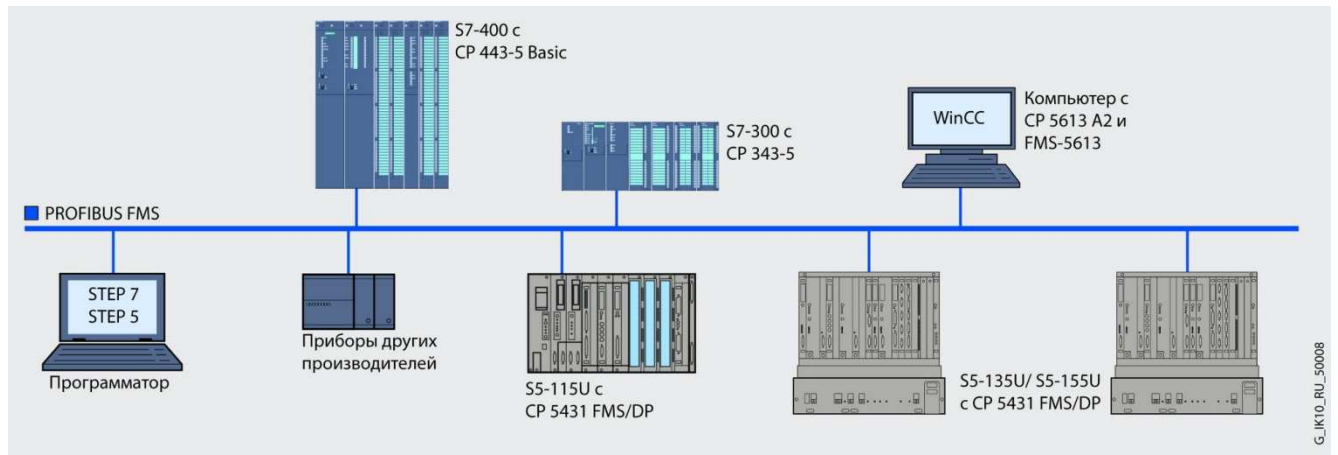 S7-400 с
CP 443-5 Basic
S7-300 с
CP 343-5
WinCC
Компьютер с
CP 5613 A2 и
FMS-5613
PROFIBUS FMS
STEP 7
STEP 5
Программатор
Приборы других
производителей
S5-115U с
CP 5431 FMS/DP
S5-135U/ S5-155U
с CP 5431 FMS/DP
G_IK10_RU_50008